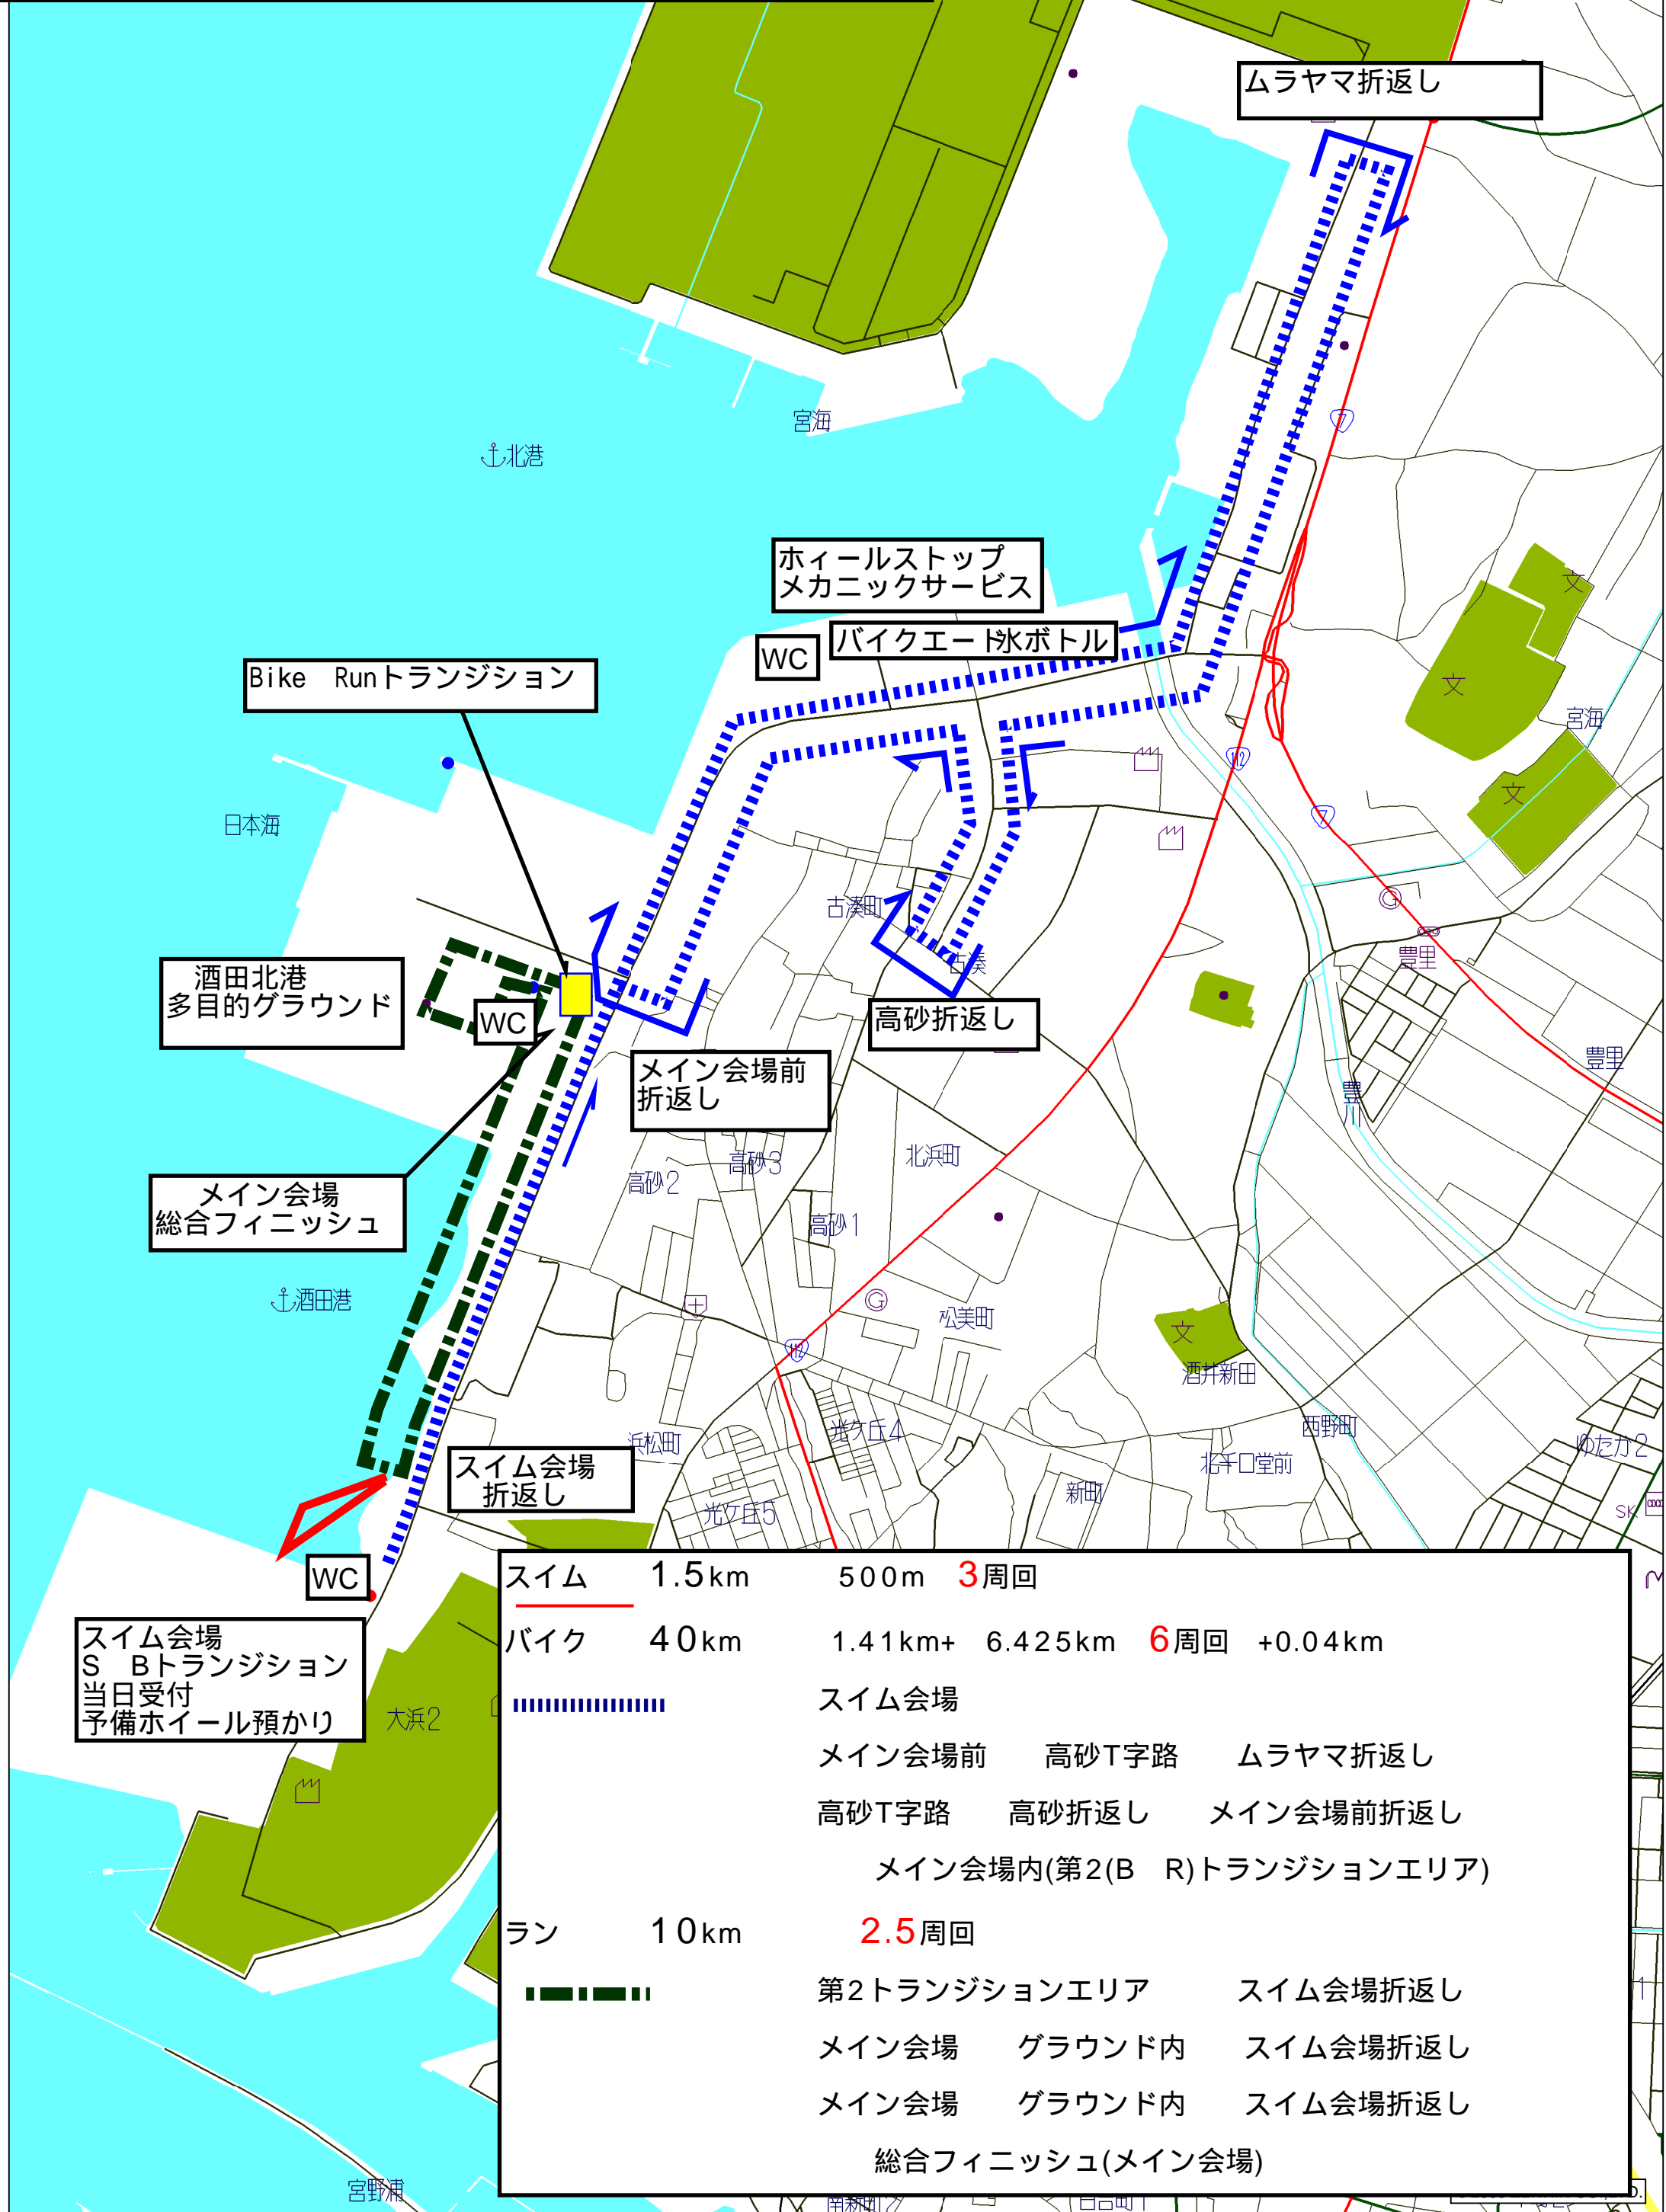 ムラヤマ折返し
7
宮海
北港
ホィールストップ
メカニックサービス
バイクエード氷ボトル
WC
文
文
宮海
文
Bike Runトランジション
112
7
日本海
古湊町
古湊
G
豊里
酒田北港
多目的グラウンド
WC
高砂折返し
メイン会場前
折返し
豊里
豊川
高砂2
高砂3
北浜町
メイン会場
総合フィニッシュ
高砂1
酒田港
G
松美町
112
文
酒井新田
浜松町
光ケ丘4
西野町
ゆたか2
北千日堂前
スイム会場
折返し
光ケ丘5
新町
SK
WC
スイム会場
S Bトランジション
当日受付
予備ホイール預かり
大浜2
スイム 1.5km 500m 3周回
バイク 40km 1.41km+ 6.425km 6周回 +0.04km
スイム会場
メイン会場前 高砂T字路 ムラヤマ折返し
高砂T字路 高砂折返し メイン会場前折返し
メイン会場内(第2(B R)トランジションエリア)
ラン 10km 2.5周回
第2トランジションエリア スイム会場折返し
メイン会場 グラウンド内 スイム会場折返し
メイン会場 グラウンド内 スイム会場折返し
総合フィニッシュ(メイン会場)
1
宮野浦